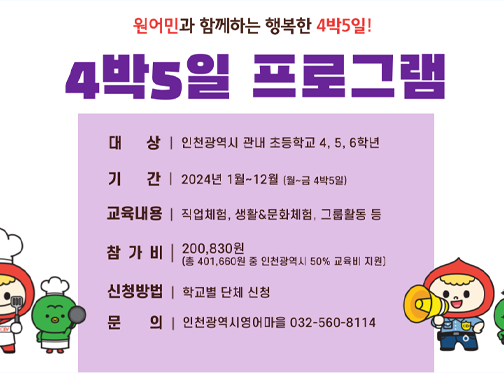 원어민과 함께하는 행복한 4박5일!
4박5일 프로그램
대 상 | 인천광역시 관내 초등학교 4, 5, 6학년
기 간 | 2024년 1월~12월 (월~금 4박5일)
교육내용 | 직업체험, 생활&문화체험, 그룹활동 등
참 가 비 | 200,830원
(총 401,660원 중 인천광역시 50% 교육비 지원)
신청방법 | 학교별 단체 신청
문 의 | 인천광역시영어마을 032-560-8114